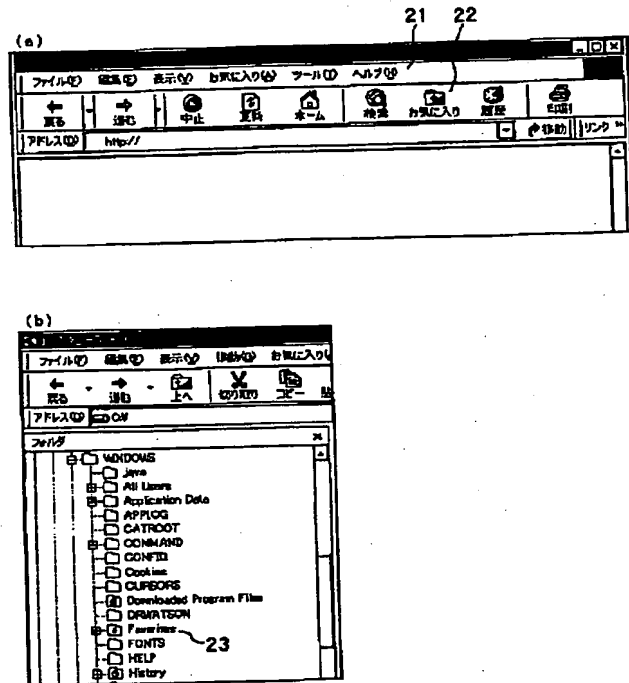 21 22
(a)
ファイル(F) 編集(E) 表示(V) お気に入り(A) ツール(T) ヘルプ(H)
戻る 進む 中止 更新 ホーム 検索 お気に入り 履歴 印刷
アドレス(D) http:// 移動 リンク »
(b)
ファイル(F) 編集(E) 表示(V) 移動(G) お気に入り(
戻る 進む 上へ 切り取り コピー
アドレス(D) C:¥
フォルダ ×
WINDOWS
java
All Users
Application Data
APPLOG
CATROOT
COMMAND
CONFIG
Cookies
CURSORS
Downloaded Program Files
DRWATSON
Favorites 23
FONTS
HELP
History